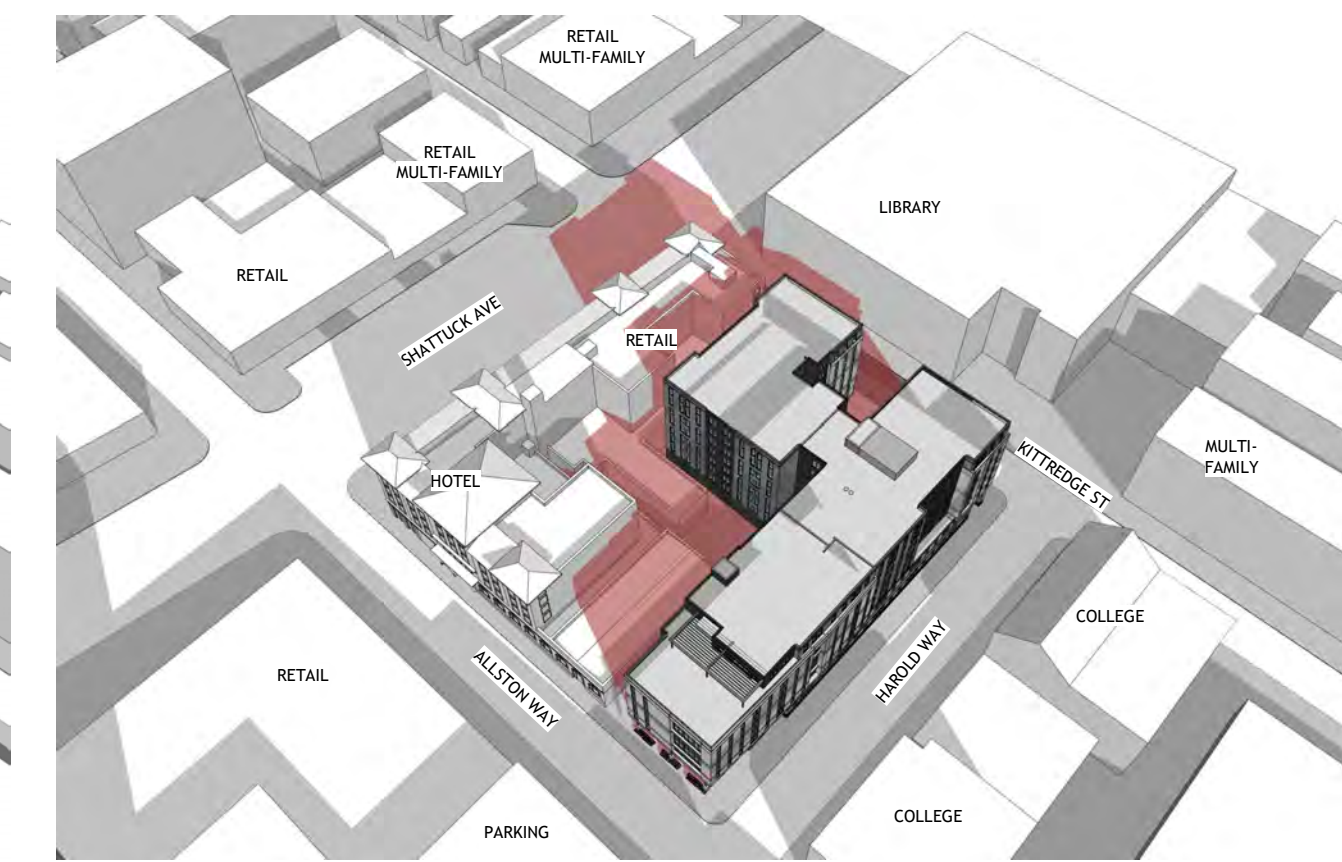 RETAIL
MULTI-FAMILY
RETAIL
MULTI-FAMILY
LIBRARY
RETAIL
SHATTUCK AVE
RETAIL
HOTEL
MULTI-
FAMILY
KITTREDGE ST
COLLEGE
HAROLD WAY
RETAIL
ALLSTON WAY
COLLEGE
PARKING